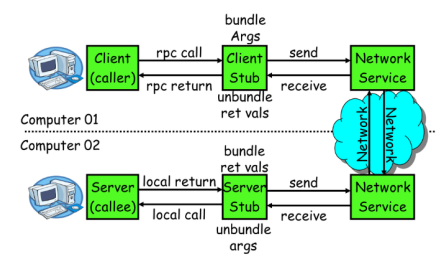 bundle
Args
Client
(caller)
rpc call
Client
Stub
send
Network
Service
rpc return
receive
unbundle
ret vals
Computer 01
Network
Network
Computer 02
bundle
ret vals
Server
(callee)
local return
Server
Stub
send
Network
Service
local call
receive
unbundle
args